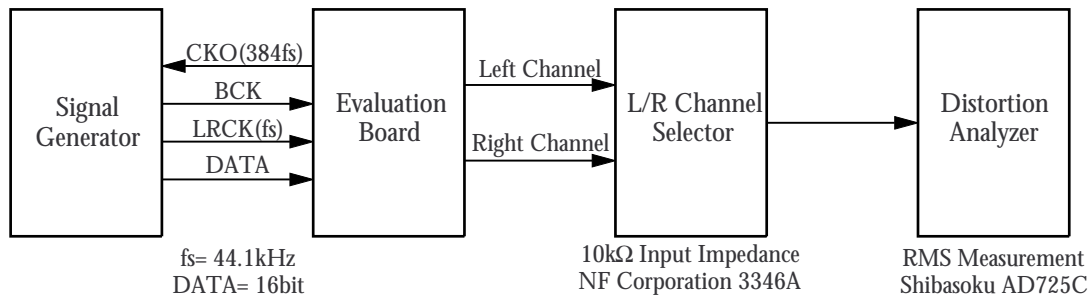 Signal
Generator
CKO(384fs)
BCK
LRCK(fs)
DATA
Evaluation
Board
Left Channel
Right Channel
L/R Channel
Selector
Distortion
Analyzer
fs= 44.1kHz
DATA= 16bit
10kΩ Input Impedance
NF Corporation 3346A
RMS Measurement
Shibasoku AD725C